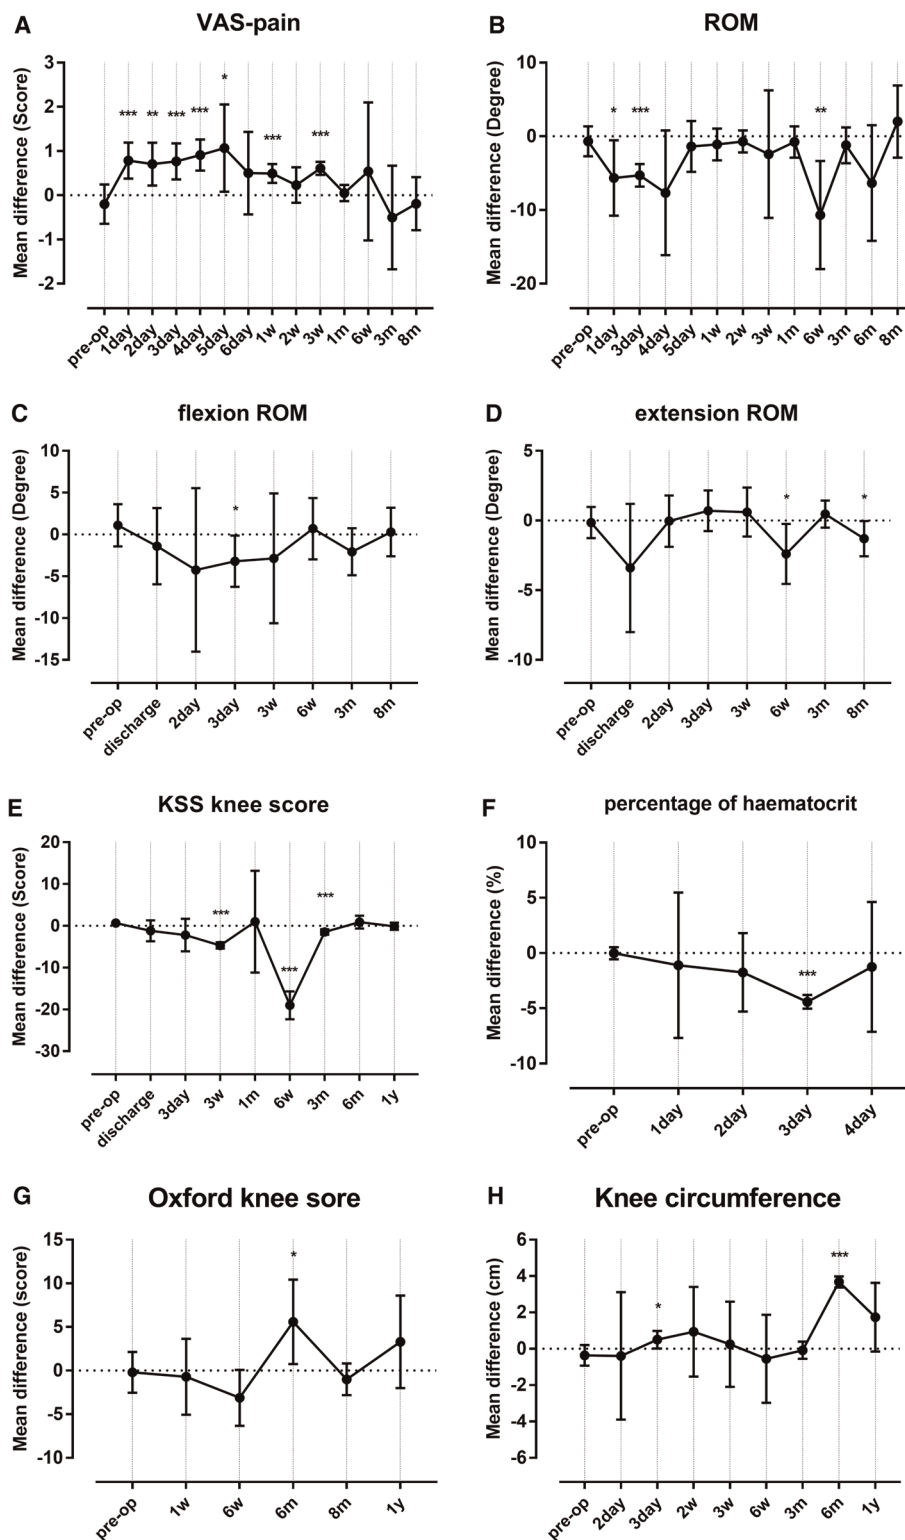 A
VAS-pain
Mean difference (Score)
3
2
1
0
-1
-2
***
**
***
***
*
***
***
pre-op
1day
2day
3day
4day
5day
6day
1w
2w
3w
1m
6w
3m
8m
B
ROM
Mean difference (Degree)
10
0
-10
-20
*
***
**
pre-op
1day
3day
4day
5day
1w
2w
3w
1m
6w
3m
6m
8m
C
flexion ROM
Mean difference (Degree)
10
5
0
-5
-10
-15
*
pre-op
discharge
2day
3day
3w
6w
3m
8m
D
extension ROM
Mean difference (Degree)
5
0
-5
-10
*
*
pre-op
discharge
2day
3day
3w
6w
3m
8m
E
KSS knee score
Mean difference (Score)
20
10
0
-10
-20
-30
***
***
***
pre-op
discharge
3day
3w
1m
6w
3m
6m
1y
F
percentage of haematocrit
Mean difference (%)
10
5
0
-5
-10
***
pre-op
1day
2day
3day
4day
G
Oxford knee sore
Mean difference (score)
15
10
5
0
-5
-10
*
pre-op
1w
6w
6m
8m
1y
H
Knee circumference
Mean difference (cm)
6
4
2
0
-2
-4
-6
*
***
pre-op
2day
3day
2w
3w
6w
3m
6m
1y